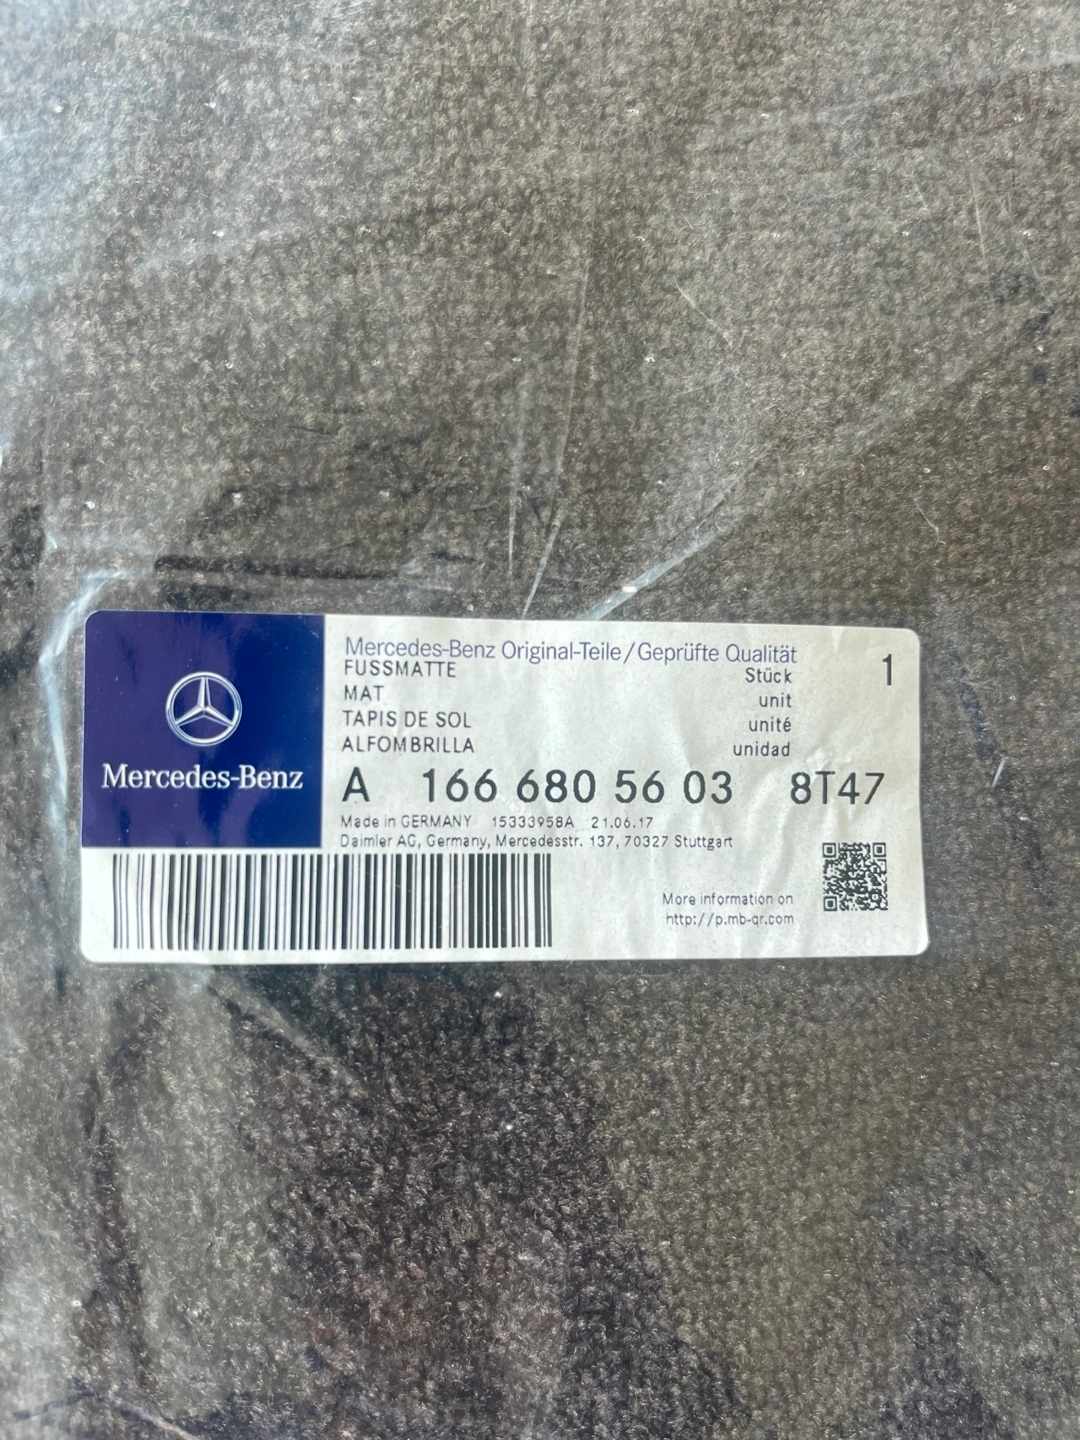 Mercedes-Benz
Mercedes-Benz Original-Teile/Geprüfte Qualität
FUSSMATTE Stück 1
MAT unit
TAPIS DE SOL unité
ALFOMBRILLA unidad
A 166 680 56 03 8T47
Made in GERMANY 15333958A 21.06.17
Daimler AG, Germany, Mercedesstr. 137, 70327 Stuttgart
More information on
http://p.mb-qr.com